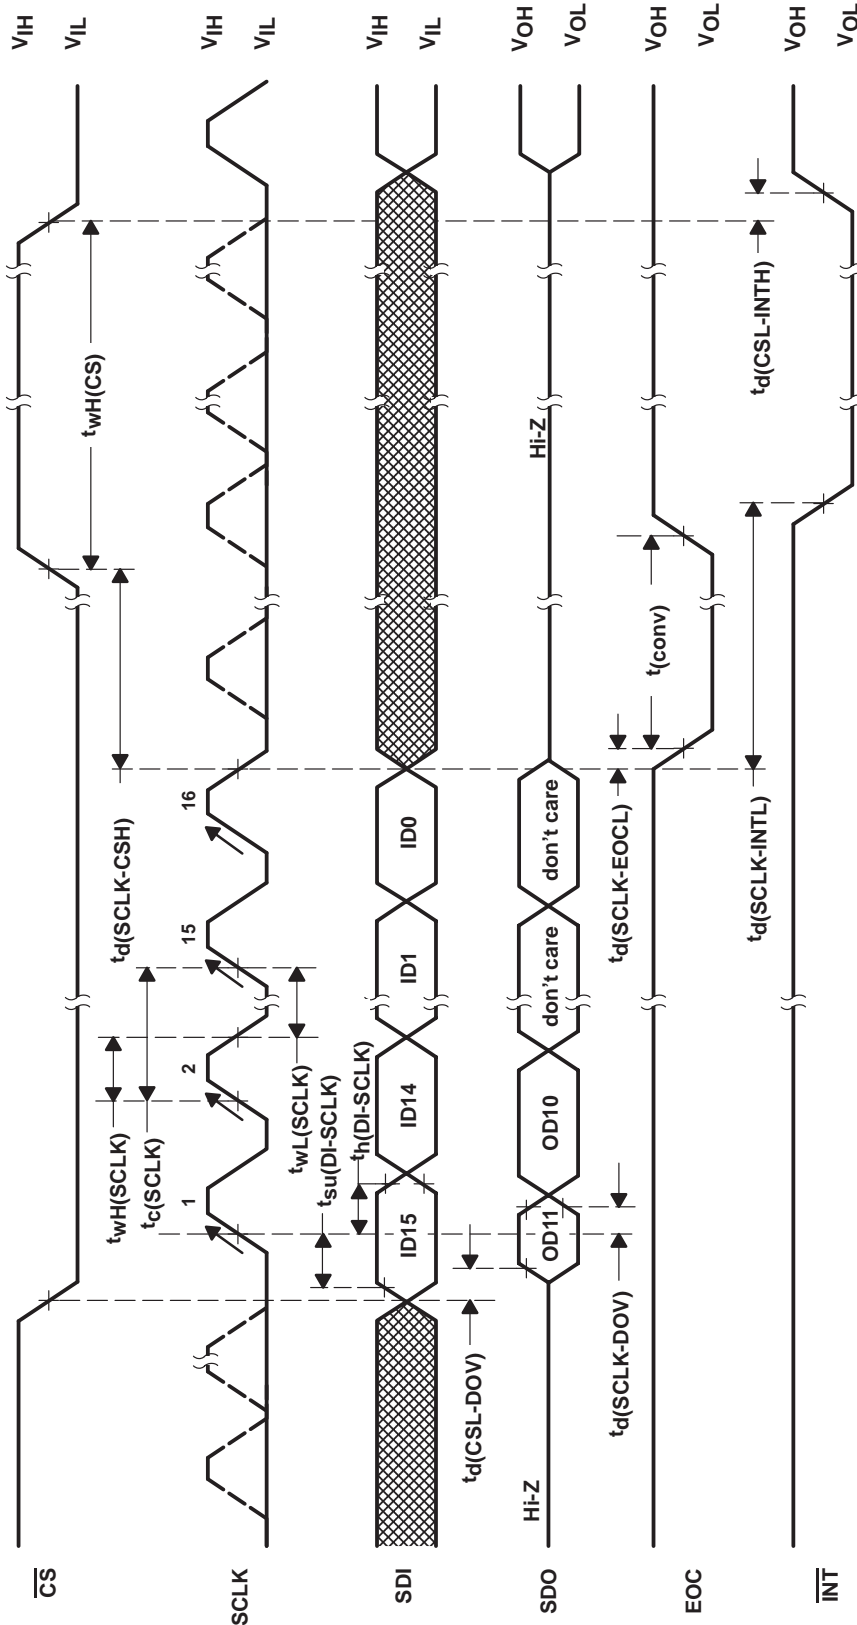 CS
VIH
VIL
twH(CS)
td(SCLK-CSH)
twH(SCLK)
tc(SCLK)
SCLK
1
2
15
16
VIH
VIL
twL(SCLK)
tsu(DI-SCLK)
th(DI-SCLK)
SDI
ID15
ID14
ID1
ID0
VIH
VIL
td(CSL-DOV)
SDO
Hi-Z
OD11
OD10
don't care
don't care
Hi-Z
VOH
VOL
td(SCLK-DOV)
td(SCLK-EOCL)
t(conv)
EOC
VOH
VOL
td(SCLK-INTL)
td(CSL-INTH)
INT
VOH
VOL